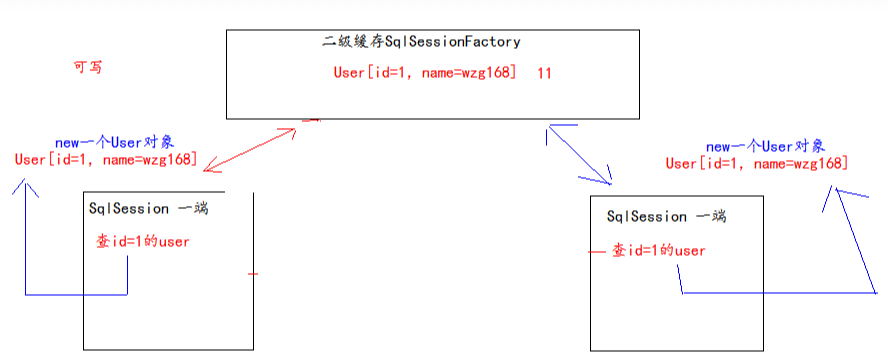 二级缓存SqlSessionFactory
可写
User[id=1, name=wzg168] 11
new一个User对象
User[id=1, name=wzg168]
new一个User对象
User[id=1, name=wzg168]
SqlSession 一端
查id=1的user
SqlSession 一端
查id=1的user